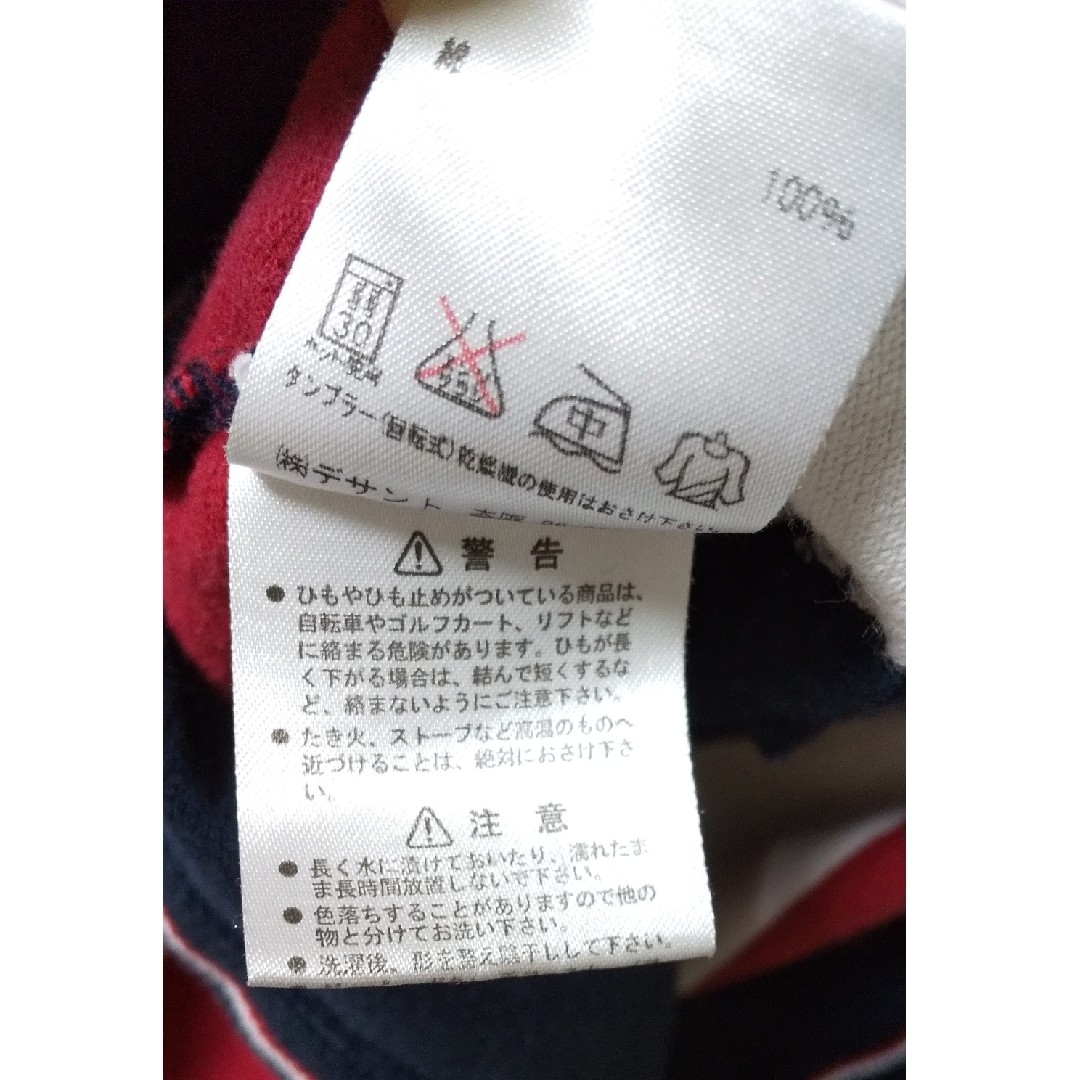 綿
100%
30
中
タンブラー(自転式)乾燥機の使用はおさけ下さい
(株)デサント
警告
● ひもやひも止めがついている商品は、
自転車やゴルフカート、リフトなど
に絡まる危険があります。ひもが長
く下がる場合は、結んで短くするな
ど、絡まないようにご注意下さい。
● たき火、ストーブなど高温のものへ
近づけることは、絶対におさけ下さ
い。
注意
● 長く水に漬けておいたり、濡れたま
ま長時間放置しないで下さい。
● 色落ちすることがありますので他の
物と分けてお洗い下さい。
● 洗濯後、形を整え陰干しして下さい。